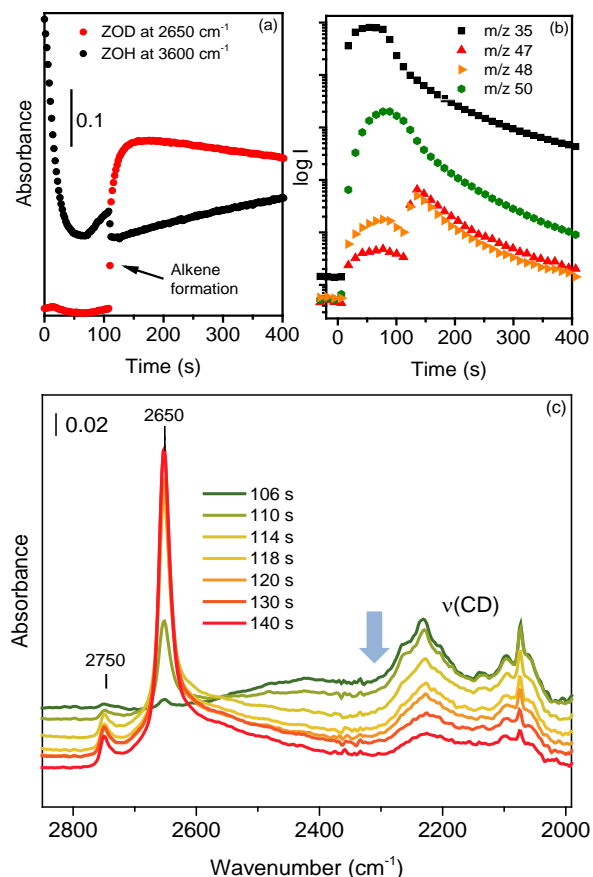 (a)
ZOD at 2650 cm⁻¹
ZOH at 3600 cm⁻¹
0.1
Alkene
formation
Absorbance
0 100 200 300 400
Time (s)
(b)
m/z 35
m/z 47
m/z 48
m/z 50
log I
0 100 200 300 400
Time (s)
(c)
0.02
2650
106 s
110 s
114 s
118 s
120 s
130 s
140 s
2750
ν(CD)
Absorbance
2800 2600 2400 2200 2000
Wavenumber (cm⁻¹)